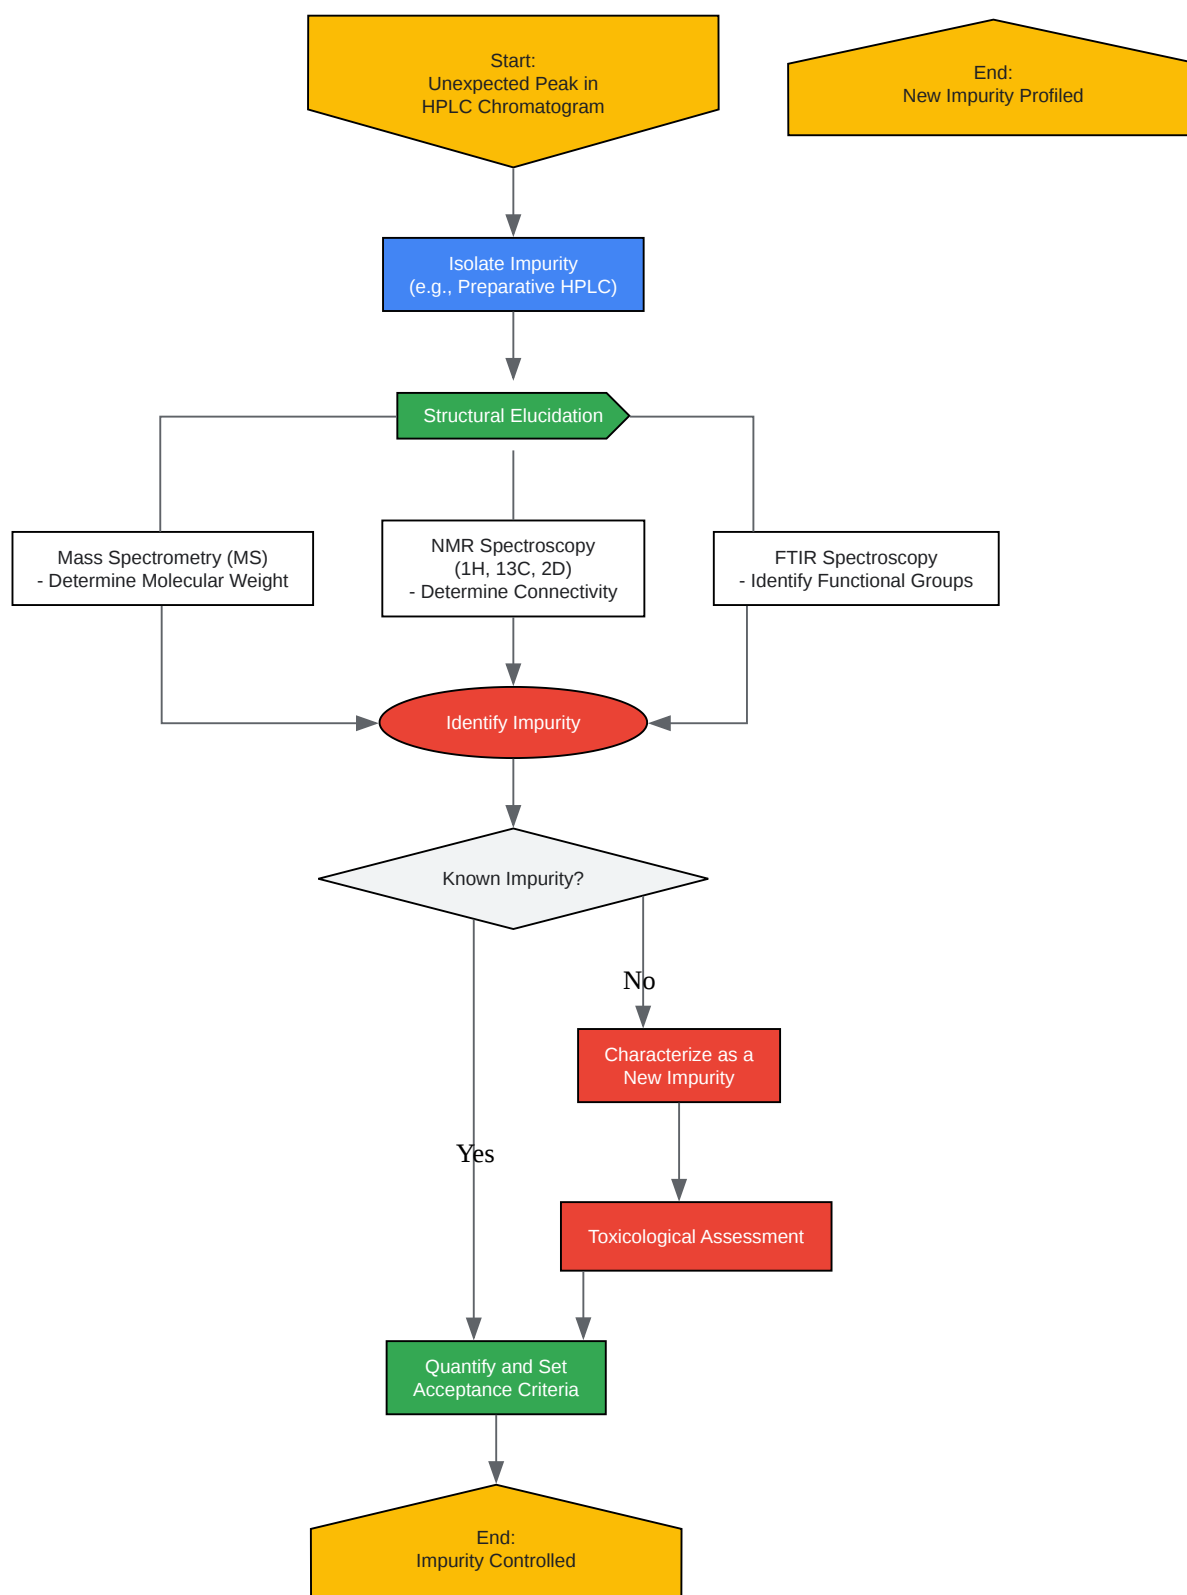 Start:
Unexpected Peak in
HPLC Chromatogram
End:
New Impurity Profiled
Isolate Impurity
(e.g., Preparative HPLC)
Structural Elucidation
Mass Spectrometry (MS)
- Determine Molecular Weight
NMR Spectroscopy
(1H, 13C, 2D)
- Determine Connectivity
FTIR Spectroscopy
- Identify Functional Groups
Identify Impurity
Known Impurity?
No
Characterize as a
New Impurity
Yes
Toxicological Assessment
Quantify and Set
Acceptance Criteria
End:
Impurity Controlled